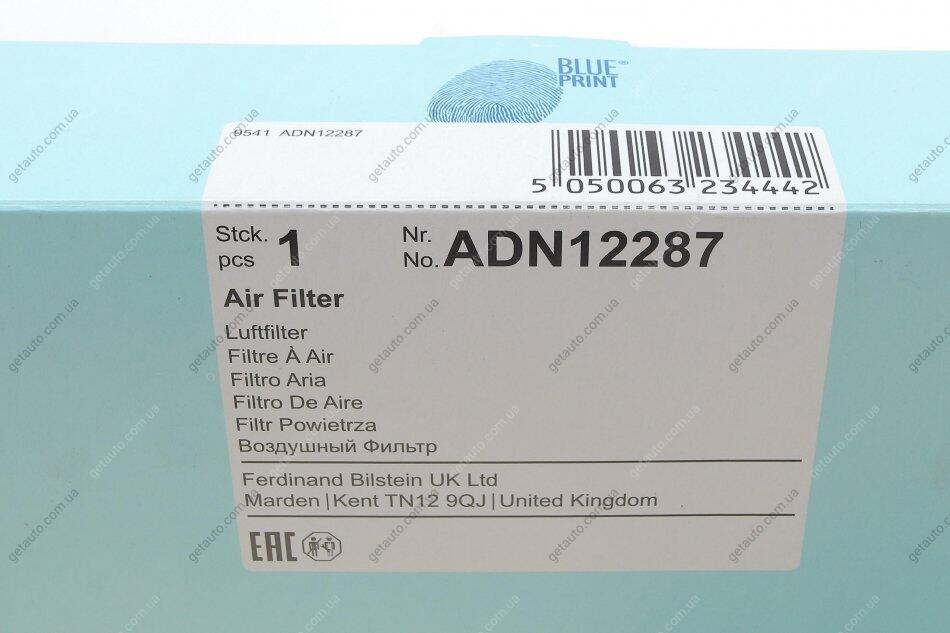 BLUE®
PRINT
9541 ADN12287
5 050063 234442
Stck. 1 Nr. ADN12287
pcs No.
Air Filter
Luftfilter
Filtre À Air
Filtro Aria
Filtro De Aire
Filtr Powietrza
Воздушный Фильтр
Ferdinand Bilstein UK Ltd
Marden | Kent TN12 9QJ | United Kingdom
EAC
getauto.com.ua